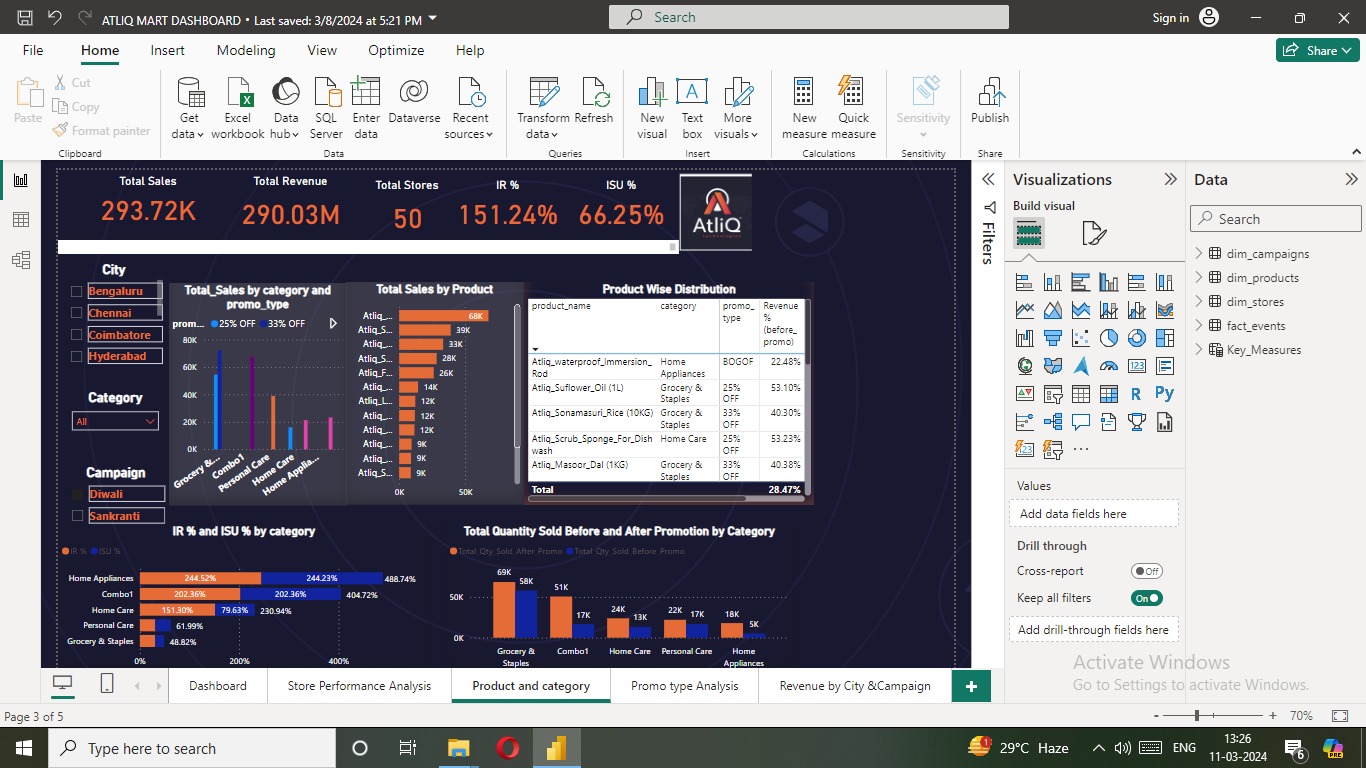 ATLIQ MART DASHBOARD • Last saved: 3/8/2024 at 5:21 PM
Search
Sign in
File Home Insert Modeling View Optimize Help
Share
Paste
Cut
Copy
Format painter
Clipboard
Get data
Excel workbook
Data hub
SQL Server
Enter data
Dataverse
Recent sources
Data
Transform data
Refresh
Queries
New visual
Text box
More visuals
Insert
New measure
Quick measure
Calculations
Sensitivity
Sensitivity
Publish
Share
Total Sales
293.72K
Total Revenue
290.03M
Total Stores
50
IR %
151.24%
ISU %
66.25%
AtliQ
technologies
City
Bengaluru
Chennai
Coimbatore
Hyderabad
Category
All
Campaign
Diwali
Sankranti
Total_Sales by category and
promo_type
prom... 25% OFF 33% OFF
80K
60K
40K
20K
0K
Grocery &...
Combo1
Personal Care
Home Care
Home Applia...
Total Sales by Product
Atliq_... 68K
Atliq_S... 39K
Atliq_... 33K
Atliq_S... 28K
Atliq_F... 26K
Atliq_... 14K
Atliq_L... 12K
Atliq_... 12K
Atliq_... 12K
Atliq_... 9K
Atliq_... 9K
Atliq_S... 9K
0K 50K
Product Wise Distribution
product_name category promo_type Revenue % (before_promo)
Atliq_waterproof_Immersion_Rod Home Appliances BOGOF 22.48%
Atliq_Suflower_Oil (1L) Grocery & Staples 25% OFF 53.10%
Atliq_Sonamasuri_Rice (10KG) Grocery & Staples 33% OFF 40.30%
Atliq_Scrub_Sponge_For_Dishwash Home Care 25% OFF 53.23%
Atliq_Masoor_Dal (1KG) Grocery & Staples 33% OFF 40.38%
Total 28.47%
IR % and ISU % by category
IR % ISU %
Home Appliances 244.52% 244.23% 488.74%
Combo1 202.36% 202.36% 404.72%
Home Care 151.30% 79.63% 230.94%
Personal Care 61.99%
Grocery & Staples 48.82%
0% 200% 400%
Total Quantity Sold Before and After Promotion by Category
Total Qty Sold After Promo Total Qty Sold Before Promo
50K
0K
69K 58K 51K 17K 24K 13K 22K 17K 18K 5K
Grocery & Staples
Combo1
Home Care
Personal Care
Home Appliances
Filters
Visualizations
Build visual
R Py
123
...
Values
Add data fields here
Drill through
Cross-report Off
Keep all filters On
Add drill-through fields here
Data
Search
dim_campaigns
dim_products
dim_stores
fact_events
Key_Measures
Activate Windows
Go to Settings to activate Windows.
Dashboard
Store Performance Analysis
Product and category
Promo type Analysis
Revenue by City &Campaign
+
Page 3 of 5
- + 70%
Type here to search
1
29°C Haze
ENG
13:26
11-03-2024
6
PRE